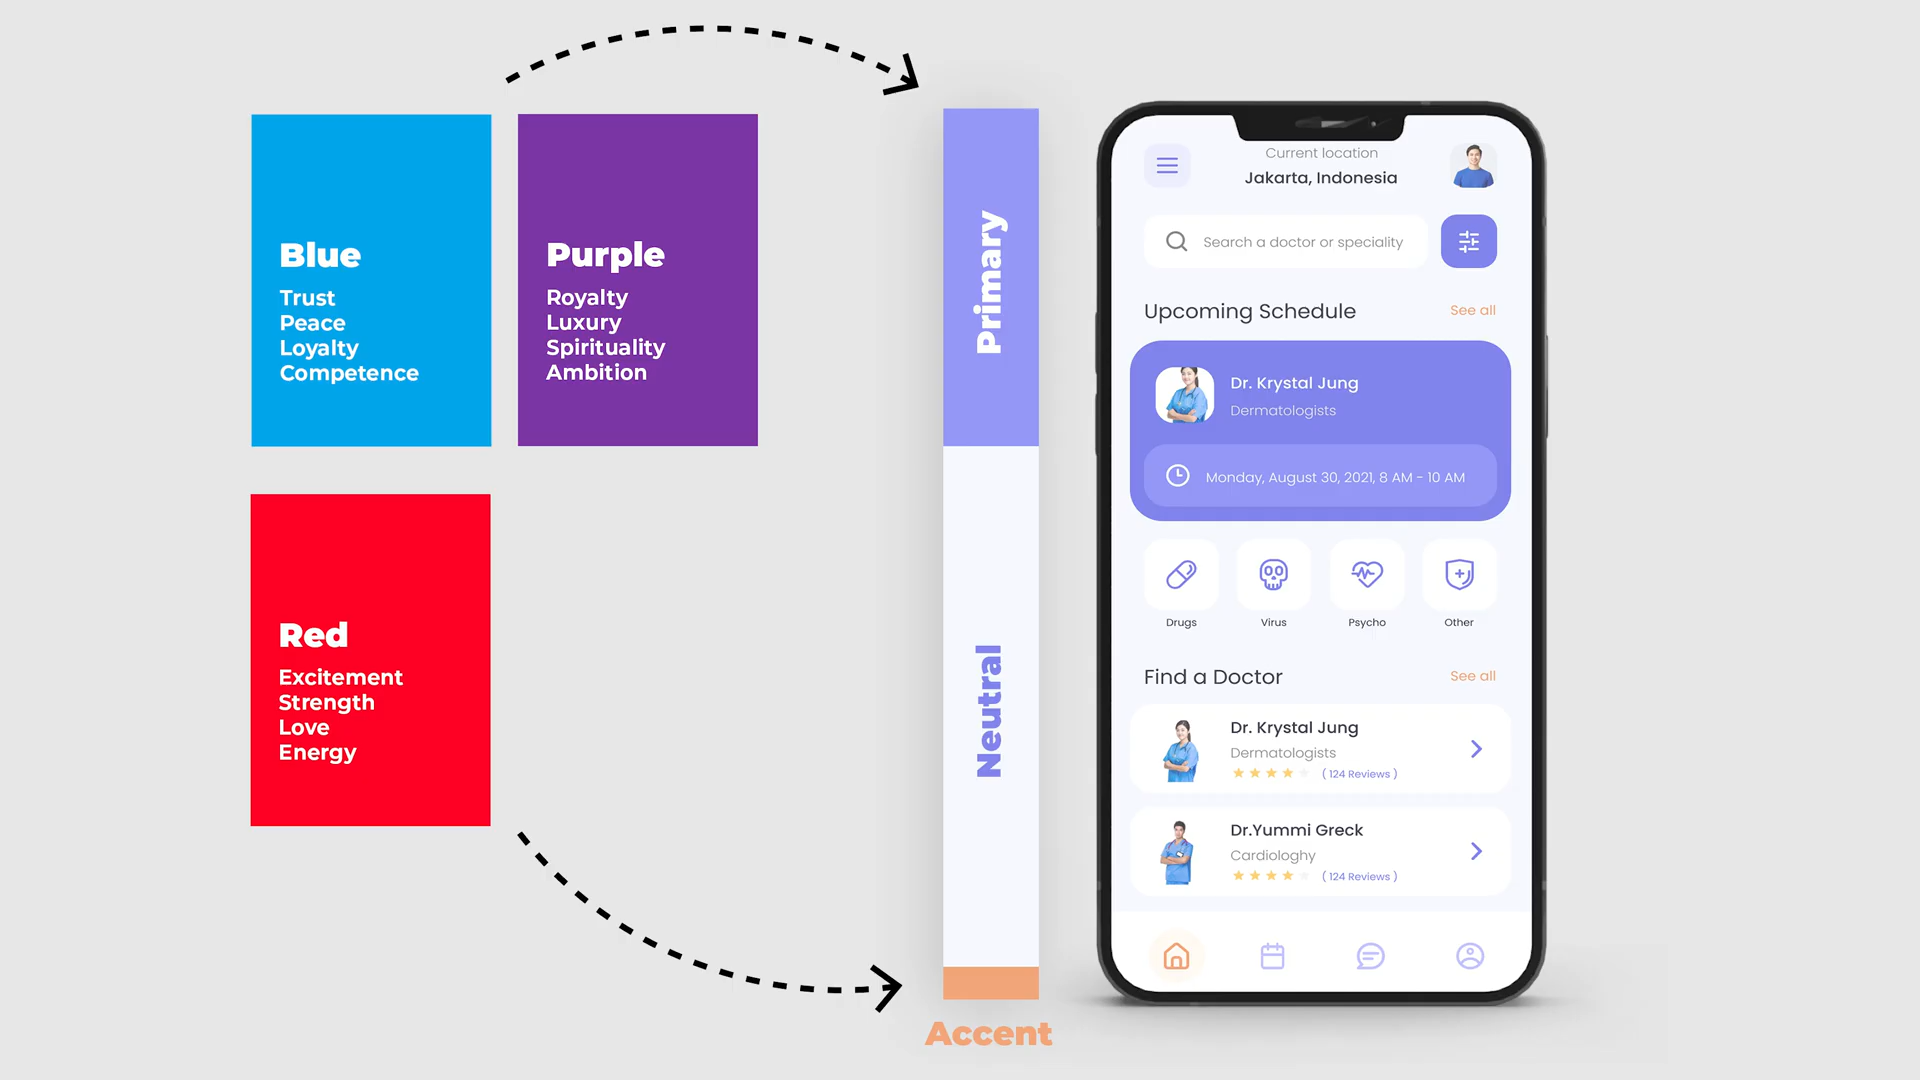 Blue
Trust
Peace
Loyalty
Competence
Purple
Royalty
Luxury
Spirituality
Ambition
Red
Excitement
Strength
Love
Energy
Primary
Neutral
Accent
Current location
Jakarta, Indonesia
Search a doctor or speciality
Upcoming Schedule
See all
Dr. Krystal Jung
Dermatologists
Monday, August 30, 2021, 8 AM - 10 AM
Drugs
Virus
Psycho
Other
Find a Doctor
See all
Dr. Krystal Jung
Dermatologists
( 124 Reviews )
Dr.Yummi Greck
Cardiologhy
( 124 Reviews )